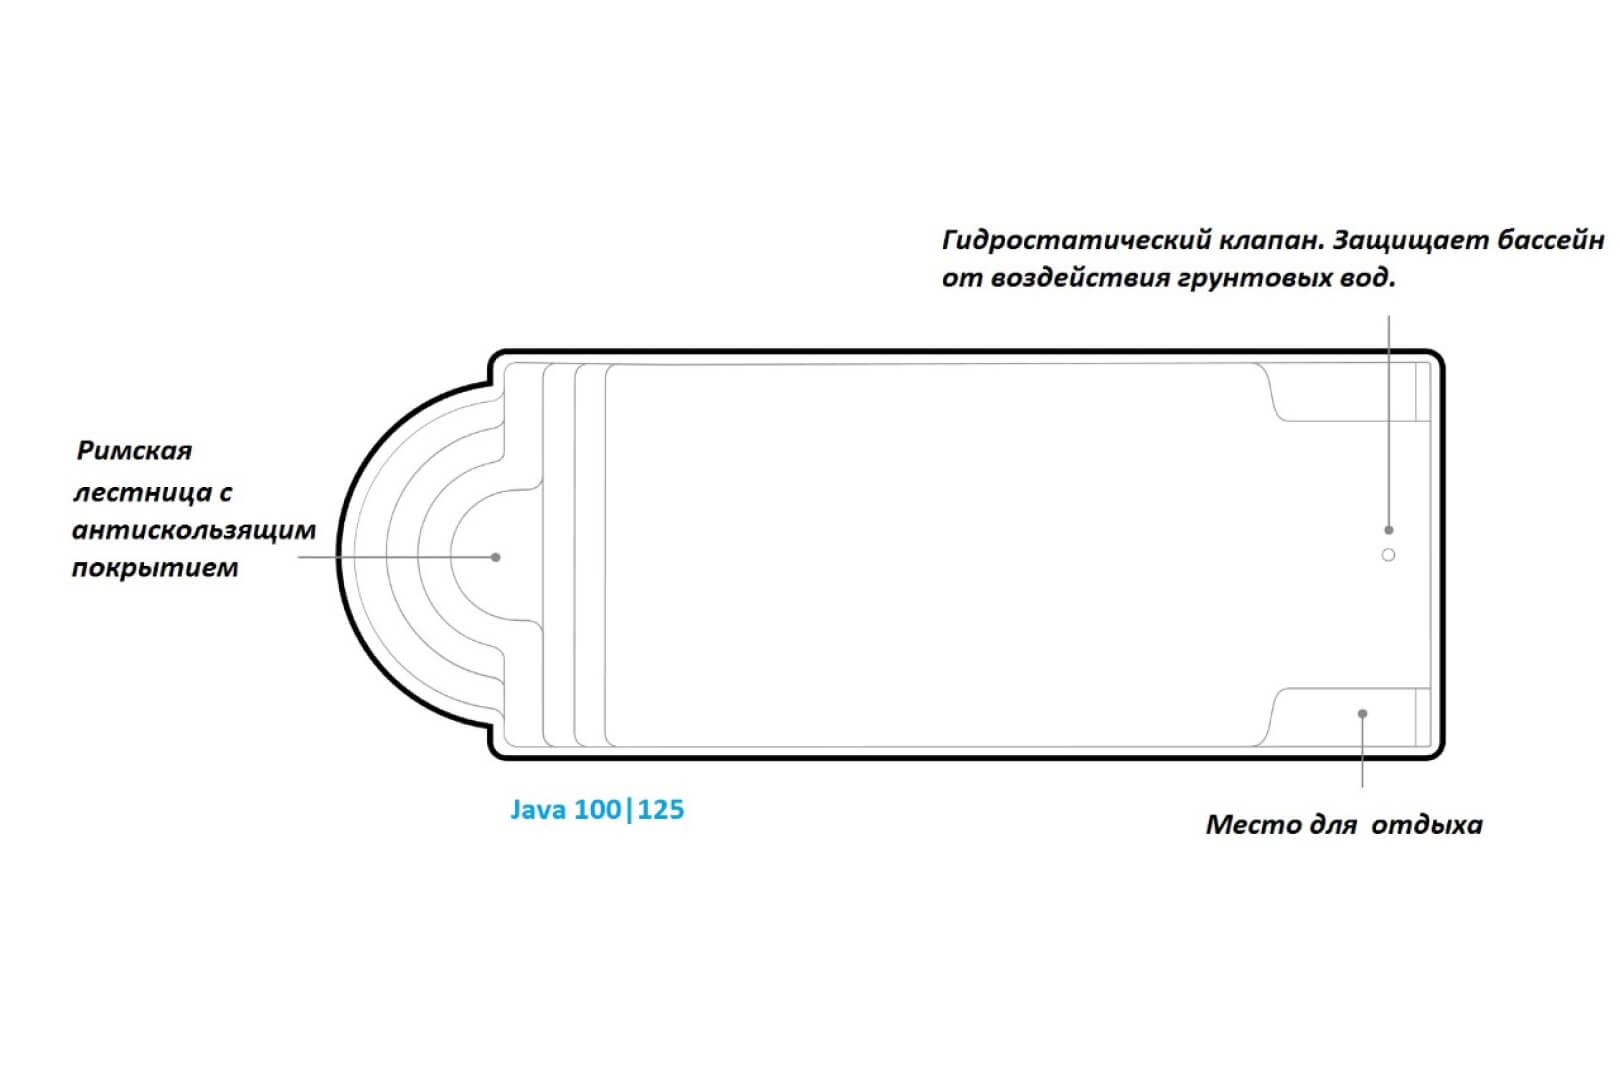 Гидростатический клапан. Защищает бассейн
от воздействия грунтовых вод.
Римская
лестница с
антискользящим
покрытием
Java 100|125
Место для отдыха